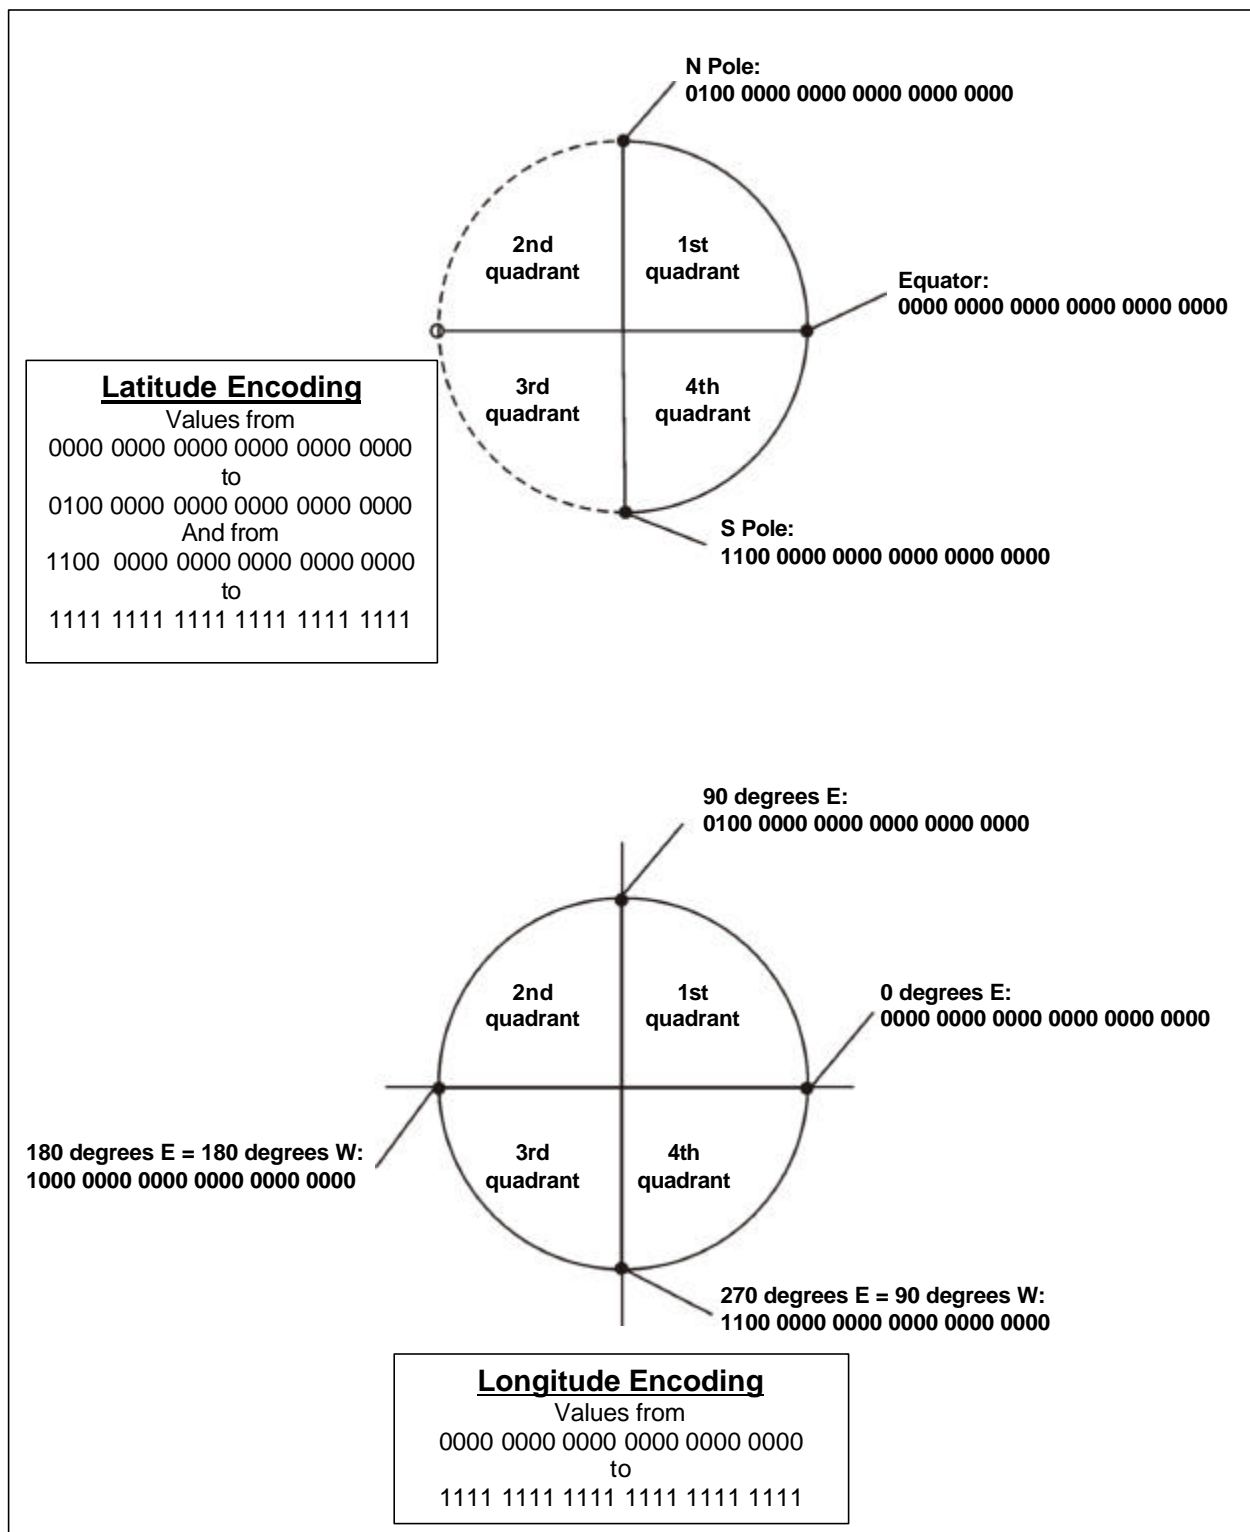 N Pole:
0100 0000 0000 0000 0000 0000
2nd
quadrant
1st
quadrant
Equator:
0000 0000 0000 0000 0000 0000
3rd
quadrant
4th
quadrant
S Pole:
1100 0000 0000 0000 0000 0000
Latitude Encoding
Values from
0000 0000 0000 0000 0000 0000
to
0100 0000 0000 0000 0000 0000
And from
1100 0000 0000 0000 0000 0000
to
1111 1111 1111 1111 1111 1111
90 degrees E:
0100 0000 0000 0000 0000 0000
2nd
quadrant
1st
quadrant
0 degrees E:
0000 0000 0000 0000 0000 0000
180 degrees E = 180 degrees W:
1000 0000 0000 0000 0000 0000
3rd
quadrant
4th
quadrant
270 degrees E = 90 degrees W:
1100 0000 0000 0000 0000 0000
Longitude Encoding
Values from
0000 0000 0000 0000 0000 0000
to
1111 1111 1111 1111 1111 1111